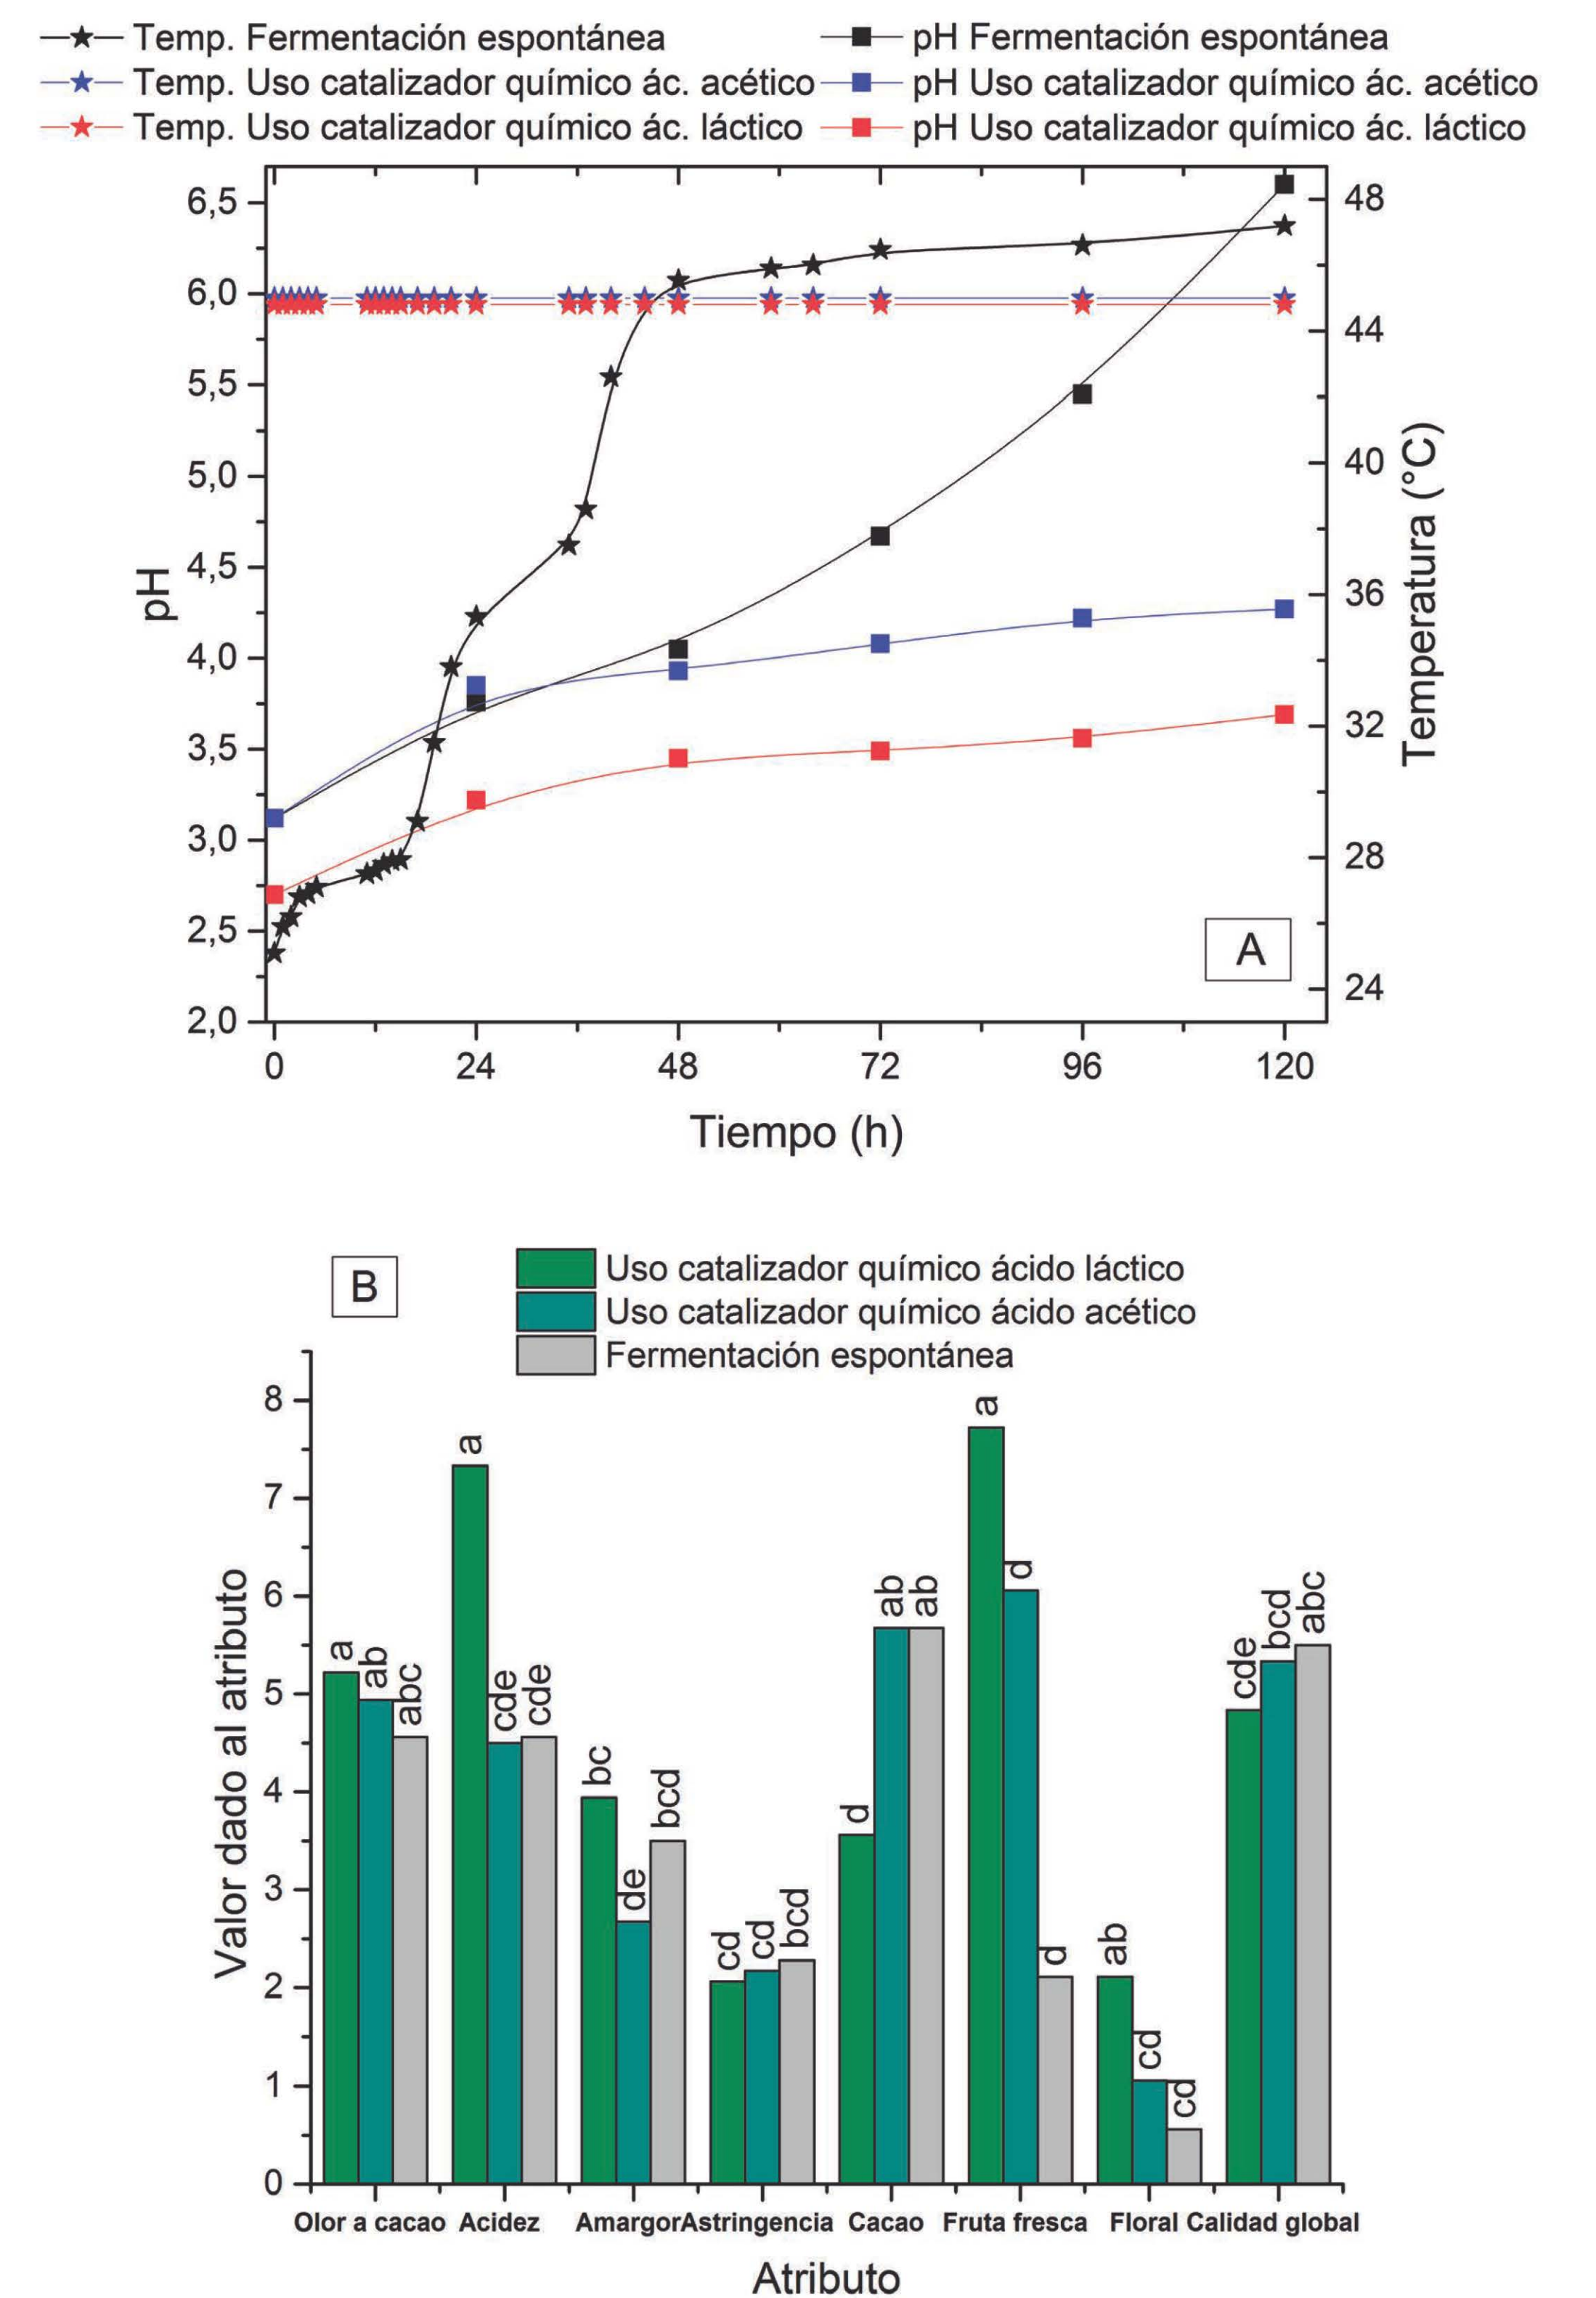 Temp. Fermentación espontánea
pH Fermentación espontánea
Temp. Uso catalizador químico ác. acético
pH Uso catalizador químico ác. acético
Temp. Uso catalizador químico ác. láctico
pH Uso catalizador químico ác. láctico
6,5
6,0
5,5
5,0
4,5
4,0
3,5
3,0
2,5
2,0
pH
48
44
40
36
32
28
24
Temperatura (°C)
A
0 24 48 72 96 120
Tiempo (h)
B
Uso catalizador químico ácido láctico
Uso catalizador químico ácido acético
Fermentación espontánea
8
7
6
5
4
3
2
1
0
Valor dado al atributo
a ab abc
a cde cde
bc de bcd
cd cd bcd
d ab ab
a d d
ab cd cd
cde bcd abc
Olor a cacao Acidez Amargor Astringencia Cacao Fruta fresca Floral Calidad global
Atributo